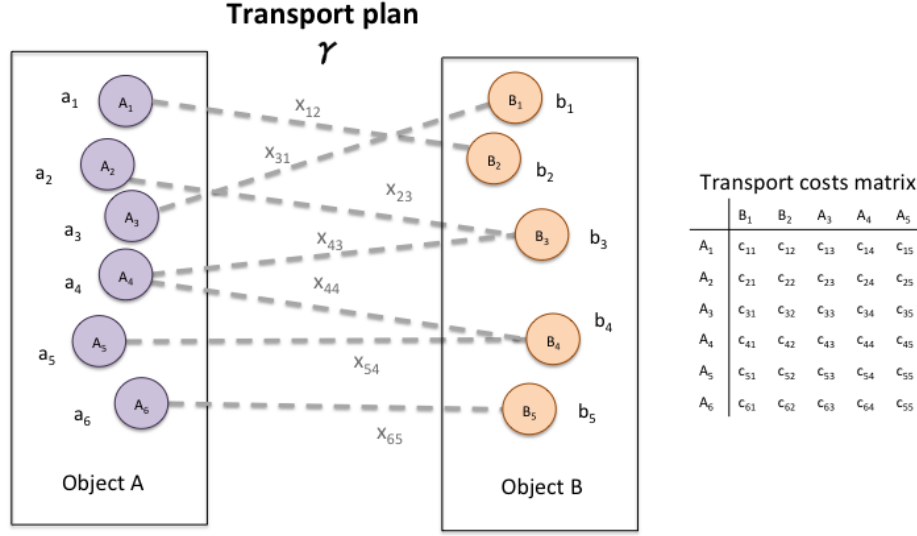 Transport plan
γ
a1 A1 x12 B1 b1
a2 A2 x31 B2 b2
x23
a3 A3 x43 B3 b3
a4 A4 x44
b4
a5 A5 x54 B4
a6 A6 x65 B5 b5
Object A
Object B
Transport costs matrix
B1 B2 A3 A4 A5
A1 c11 c12 c13 c14 c15
A2 c21 c22 c23 c24 c25
A3 c31 c32 c33 c34 c35
A4 c41 c42 c43 c44 c45
A5 c51 c52 c53 c54 c55
A6 c61 c62 c63 c64 c55